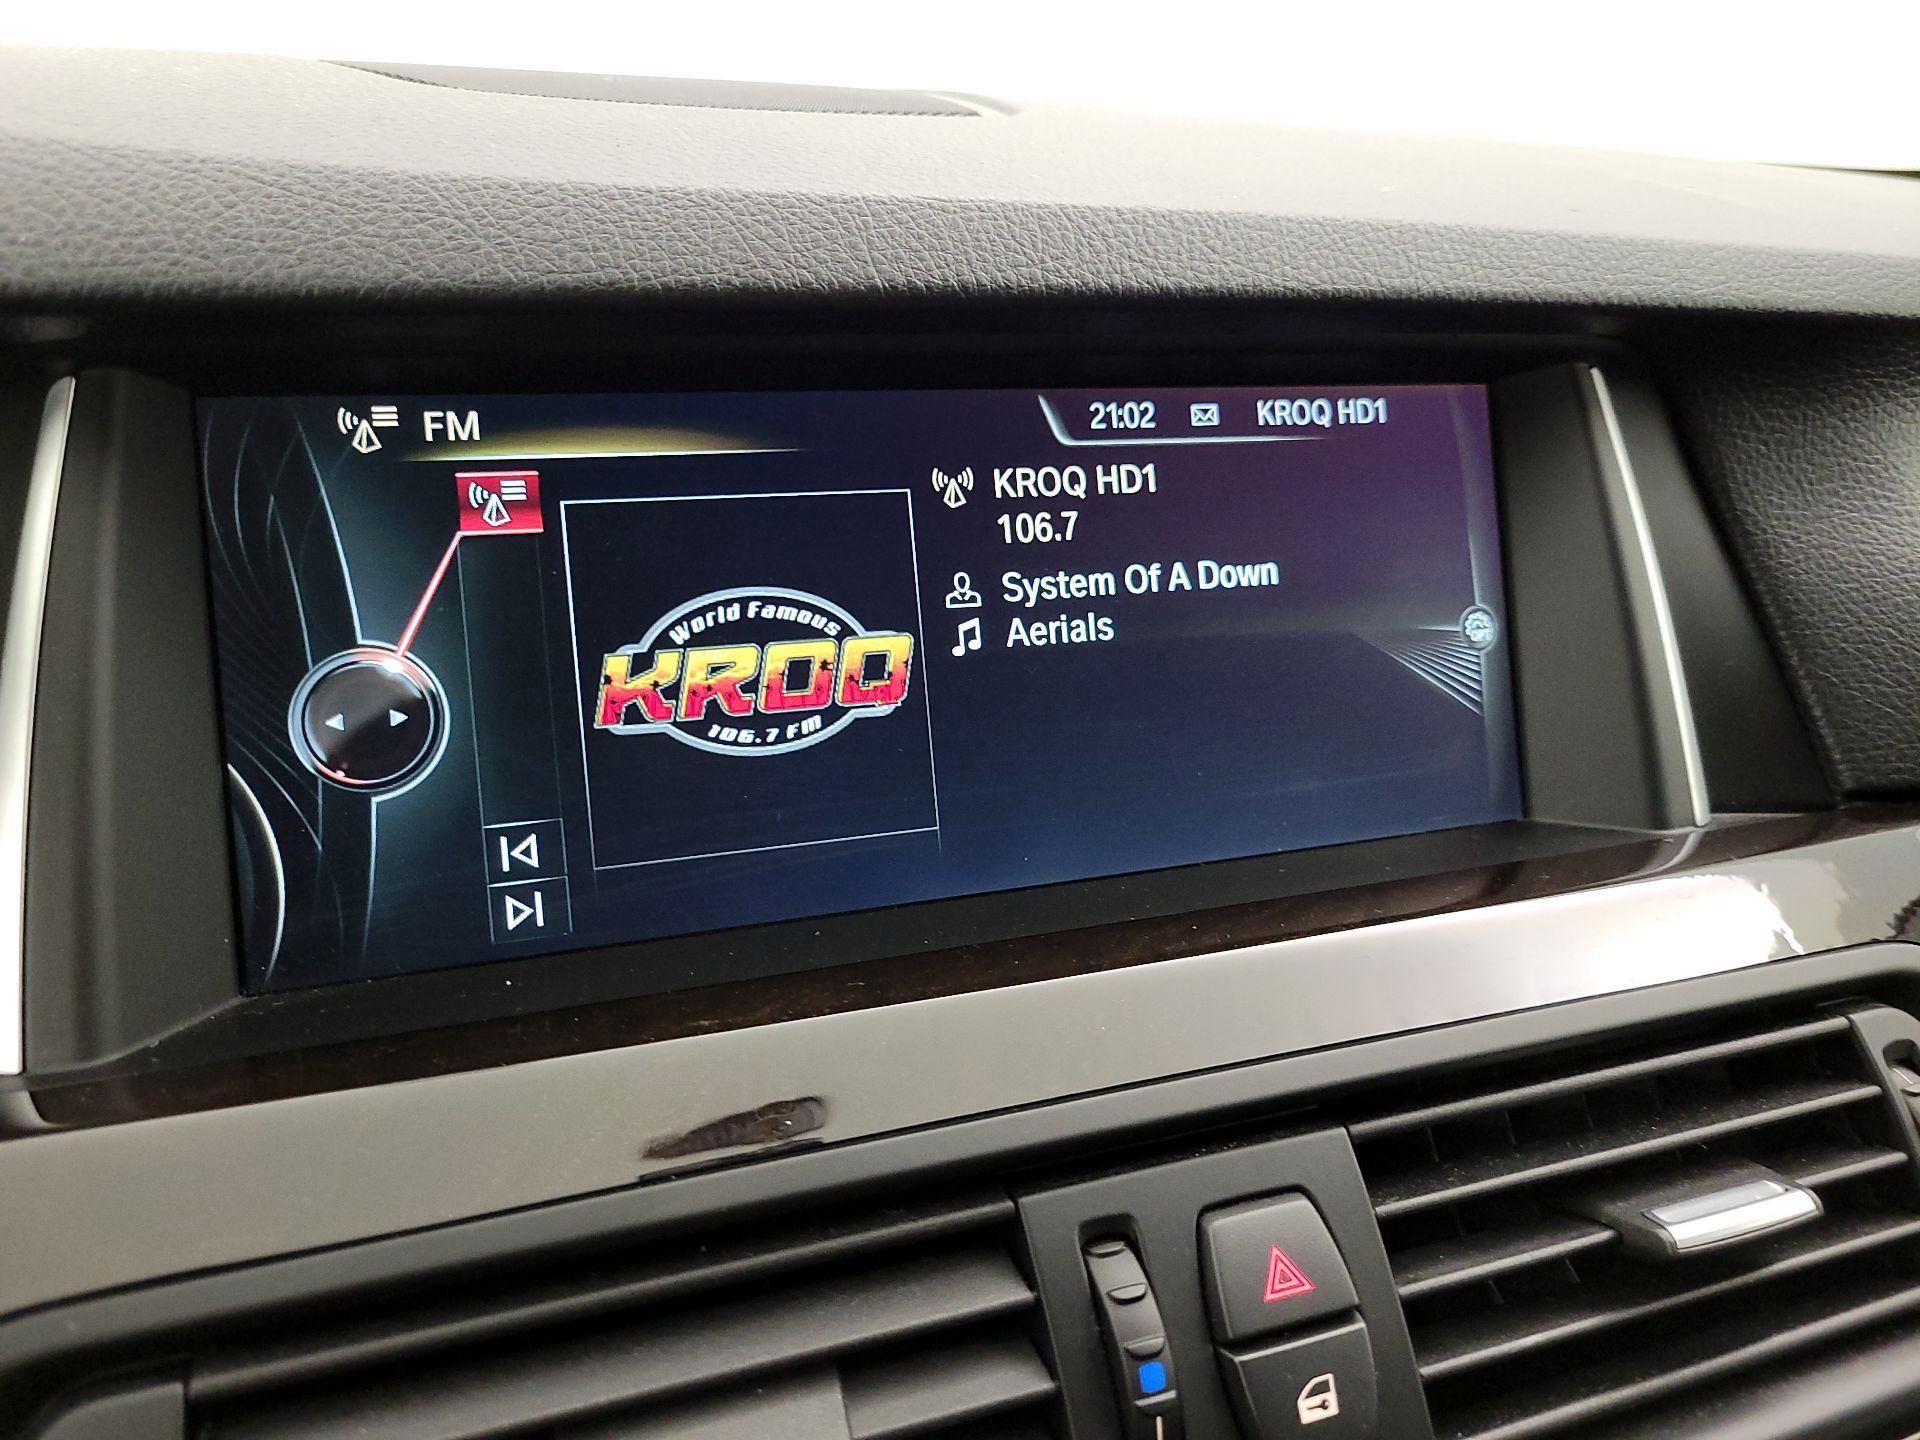 FM
21:02 KROQ HD1
KROQ HD1
106.7
System Of A Down
Aerials
World Famous
KROQ
106.7 FM
OPT